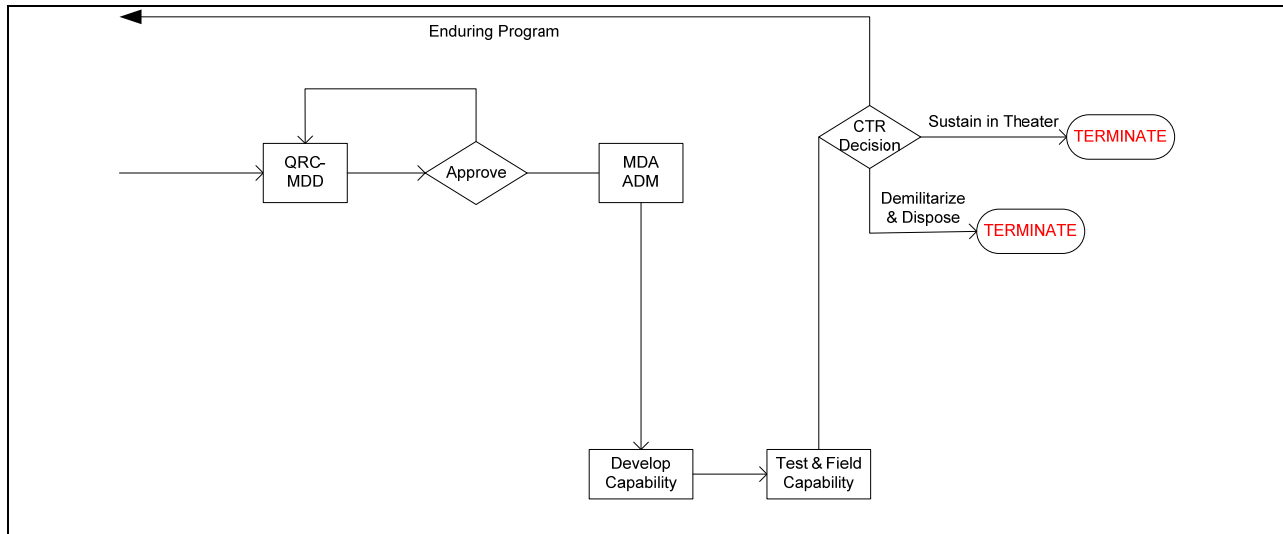 Enduring Program
QRC-
MDD
Approve
MDA
ADM
CTR
Decision
Sustain in Theater
TERMINATE
Demilitarize
& Dispose
TERMINATE
Develop
Capability
Test & Field
Capability